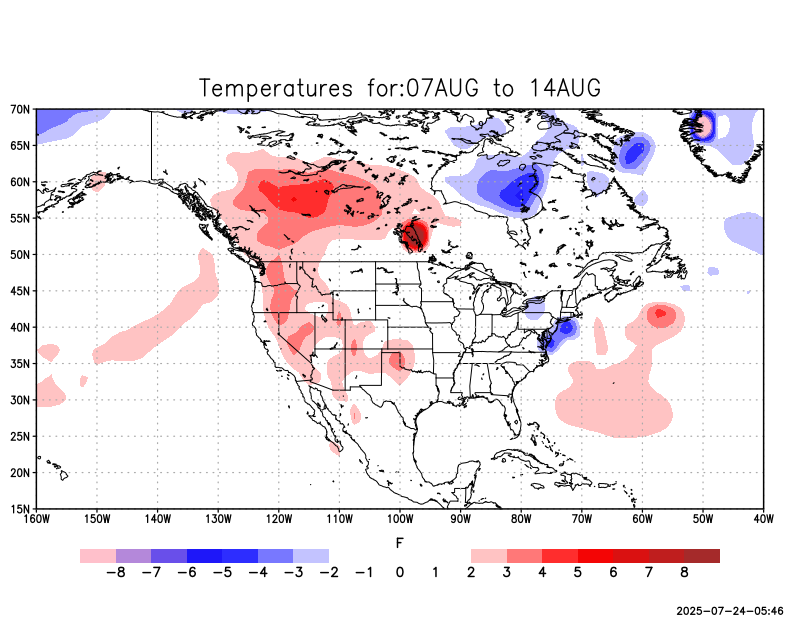 Temperatures for:07AUG to 14AUG
70N
65N
60N
55N
50N
45N
40N
35N
30N
25N
20N
15N
160W 150W 140W 130W 120W 110W 100W 90W 80W 70W 60W 50W 40W
F
−8 −7 −6 −5 −4 −3 −2 −1 0 1 2 3 4 5 6 7 8
2025-07-24-05:46